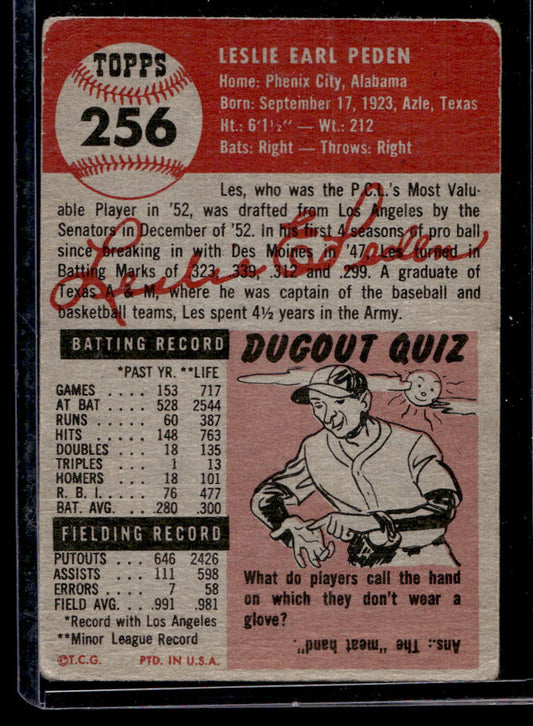 TOPPS
256
LESLIE EARL PEDEN
Home: Phenix City, Alabama
Born: September 17, 1923, Azle, Texas
Ht.: 6'1½" — Wt.: 212
Bats: Right — Throws: Right
Les, who was the P.C.L.'s Most Valu-
able Player in '52, was drafted from Los Angeles by the
Senators in December of '52. In his first 4 seasons of pro ball
since breaking in with Des Moines in '47, Les turned in
Batting Marks of .323, .339, .312 and .299. A graduate of
Texas A & M, where he was captain of the baseball and
basketball teams, Les spent 4½ years in the Army.
Leslie E Peden
BATTING RECORD
*PAST YR. **LIFE
GAMES .... 153 717
AT BAT .... 528 2544
RUNS ..... 60 387
HITS ..... 148 763
DOUBLES .. 18 135
TRIPLES ... 1 13
HOMERS .. 18 101
R. B. I. .... 76 477
BAT. AVG. .. .280 .300
FIELDING RECORD
PUTOUTS ... 646 2426
ASSISTS .... 111 598
ERRORS .... 7 58
FIELD AVG. .. .991 .981
*Record with Los Angeles
**Minor League Record
©T.C.G. PTD. IN U.S.A.
DUGOUT QUIZ
What do players call the hand
on which they don't wear a
glove?
Ans.: The "meat hand".